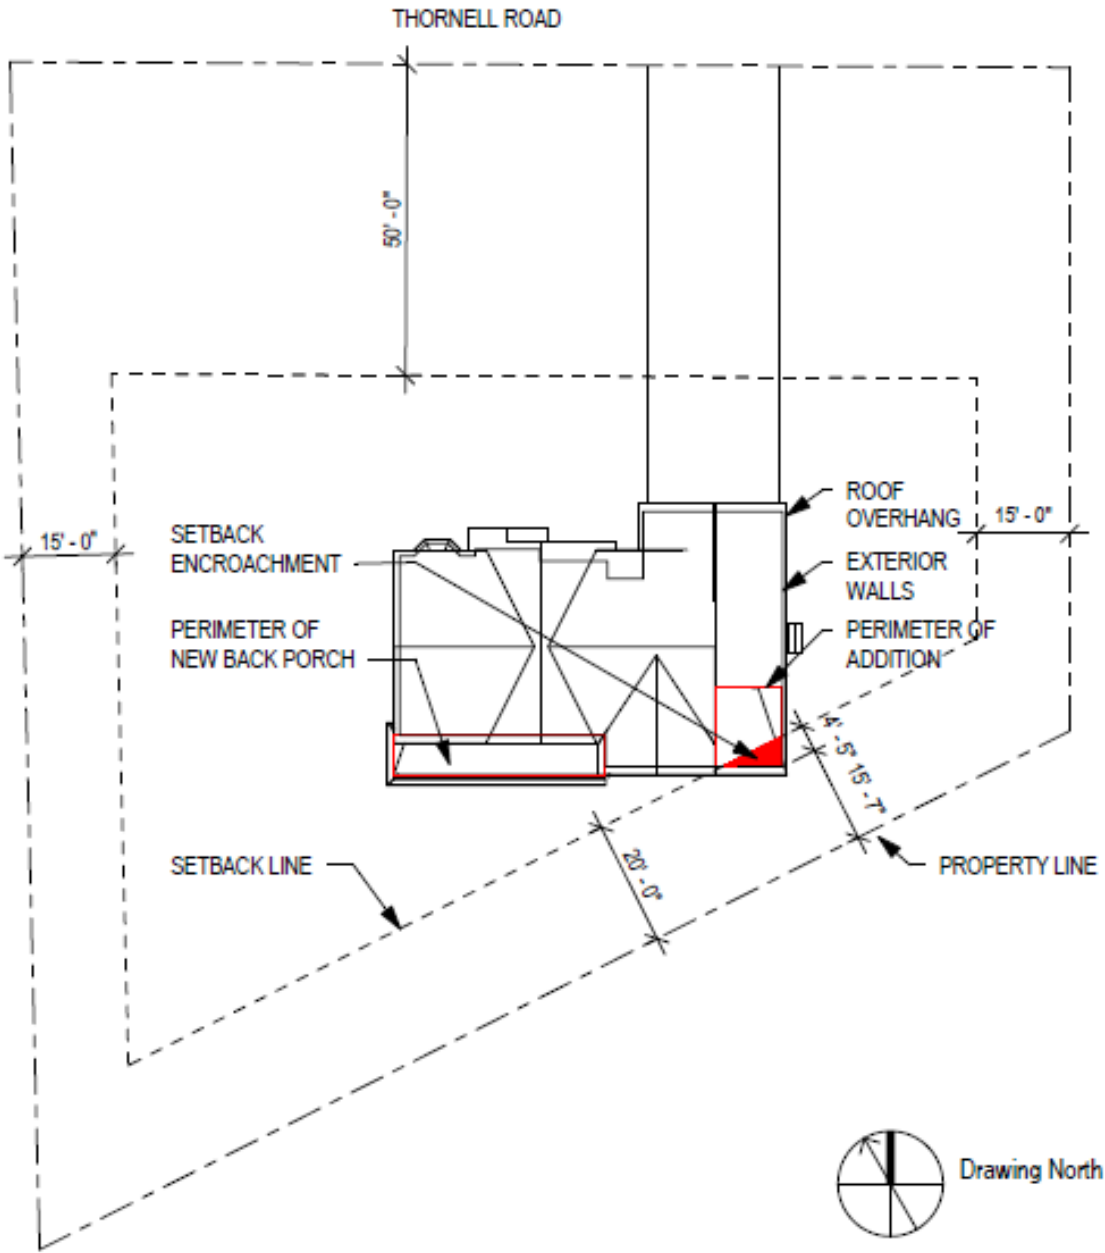 THORNELL ROAD
50' - 0"
ROOF
OVERHANG
15' - 0"
SETBACK
ENCROACHMENT
15' - 0"
EXTERIOR
WALLS
PERIMETER OF
NEW BACK PORCH
PERIMETER OF
ADDITION
4' - 5"
15' - 7"
SETBACK LINE
20' - 0"
PROPERTY LINE
Drawing North